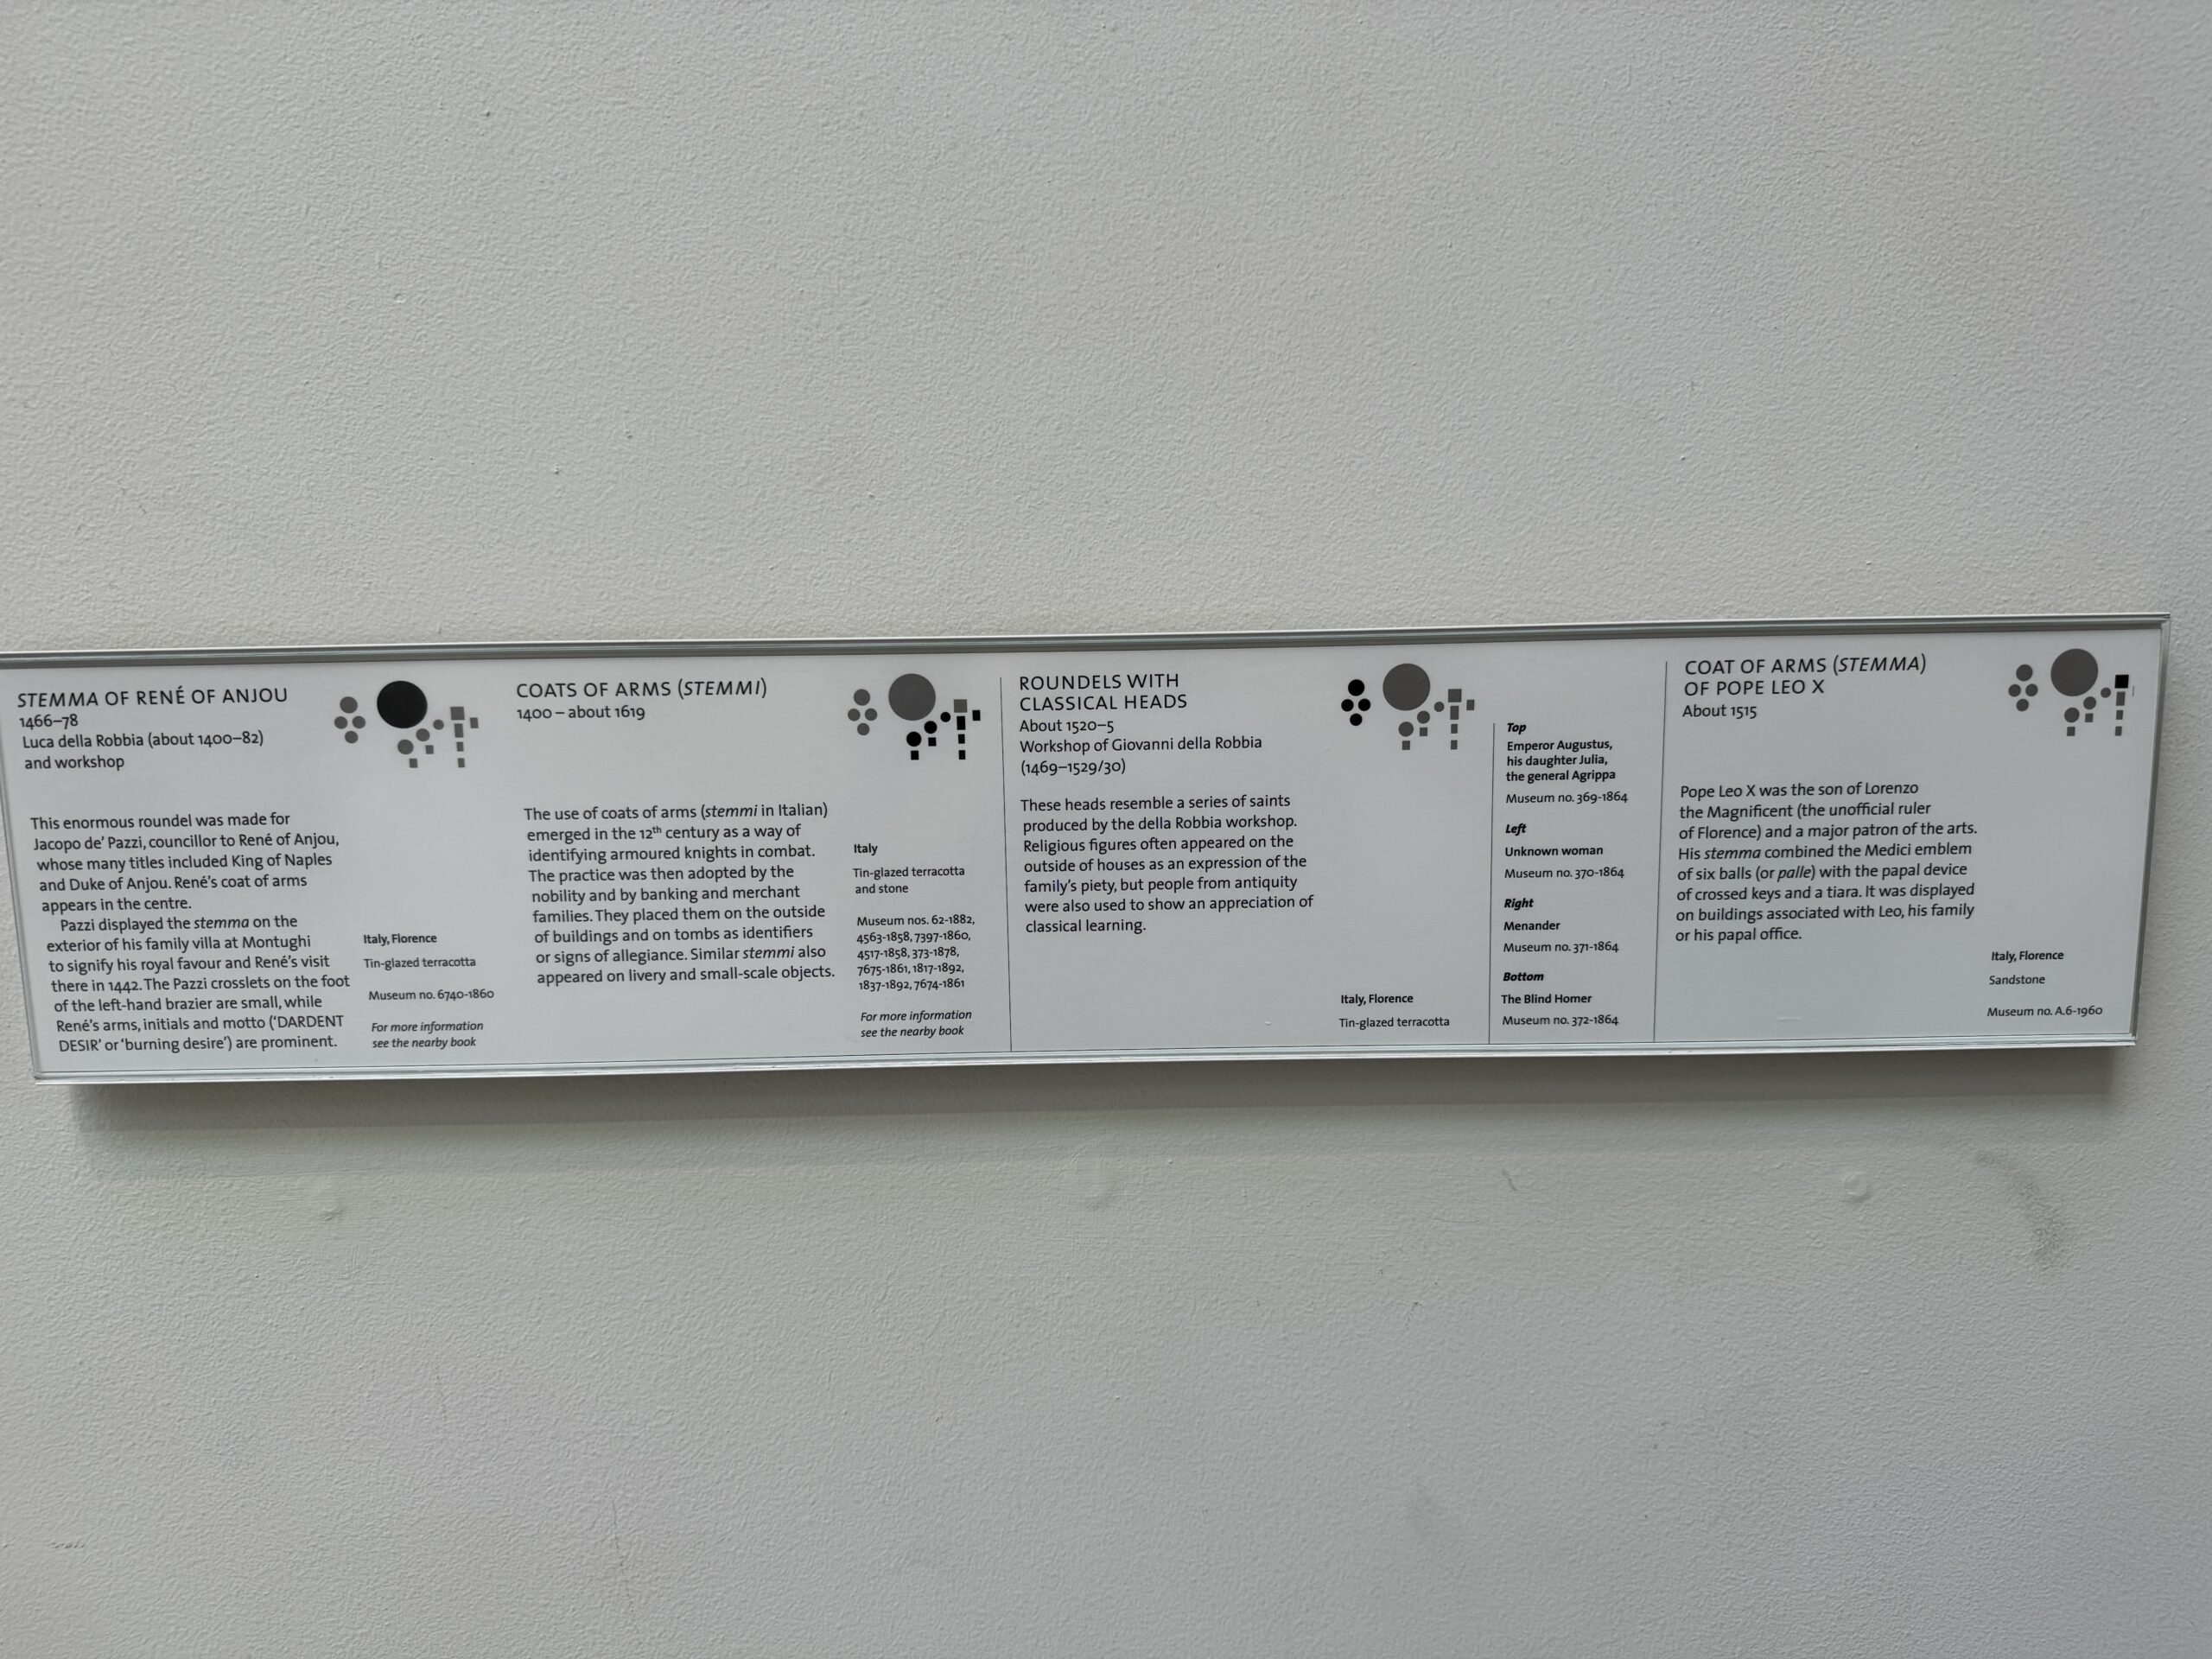 STEMMA OF RENÉ OF ANJOU
1466–78
Luca della Robbia (about 1400–82)
and workshop
This enormous roundel was made for
Jacopo de' Pazzi, councillor to René of Anjou,
whose many titles included King of Naples
and Duke of Anjou. René's coat of arms
appears in the centre.
Pazzi displayed the stemma on the
exterior of his family villa at Montughi
to signify his royal favour and René's visit
there in 1442. The Pazzi crosslets on the foot
of the left-hand brazier are small, while
René's arms, initials and motto ('DARDENT
DESIR' or 'burning desire') are prominent.
Italy, Florence
Tin-glazed terracotta
Museum no. 6740-1860
For more information
see the nearby book
COATS OF ARMS (STEMMI)
1400 – about 1619
The use of coats of arms (stemmi in Italian)
emerged in the 12th century as a way of
identifying armoured knights in combat.
The practice was then adopted by the
nobility and by banking and merchant
families. They placed them on the outside
of buildings and on tombs as identifiers
or signs of allegiance. Similar stemmi also
appeared on livery and small-scale objects.
Italy
Tin-glazed terracotta
and stone
Museum nos. 62-1882,
4563-1858, 7397-1860,
4517-1858, 373-1878,
7675-1861, 1817-1892,
1837-1892, 7674-1861
For more information
see the nearby book
ROUNDELS WITH
CLASSICAL HEADS
About 1520–5
Workshop of Giovanni della Robbia
(1469–1529/30)
These heads resemble a series of saints
produced by the della Robbia workshop.
Religious figures often appeared on the
outside of houses as an expression of the
family's piety, but people from antiquity
were also used to show an appreciation of
classical learning.
Italy, Florence
Tin-glazed terracotta
Top
Emperor Augustus,
his daughter Julia,
the general Agrippa
Museum no. 369-1864
Left
Unknown woman
Museum no. 370-1864
Right
Menander
Museum no. 371-1864
Bottom
The Blind Homer
Museum no. 372-1864
COAT OF ARMS (STEMMA)
OF POPE LEO X
About 1515
Pope Leo X was the son of Lorenzo
the Magnificent (the unofficial ruler
of Florence) and a major patron of the arts.
His stemma combined the Medici emblem
of six balls (or palle) with the papal device
of crossed keys and a tiara. It was displayed
on buildings associated with Leo, his family
or his papal office.
Italy, Florence
Sandstone
Museum no. A.6-1960